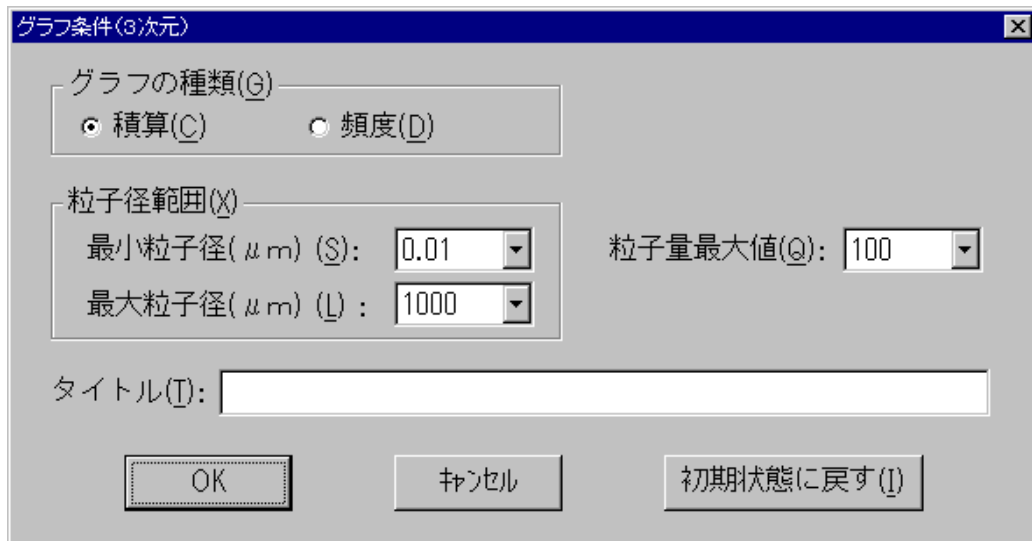 グラフ条件(3次元)
グラフの種類(G)
積算(C) 頻度(D)
粒子径範囲(X)
最小粒子径(μm) (S): 0.01 粒子量最大値(Q): 100
最大粒子径(μm) (L) : 1000
タイトル(T):
OK キャンセル 初期状態に戻す(I)